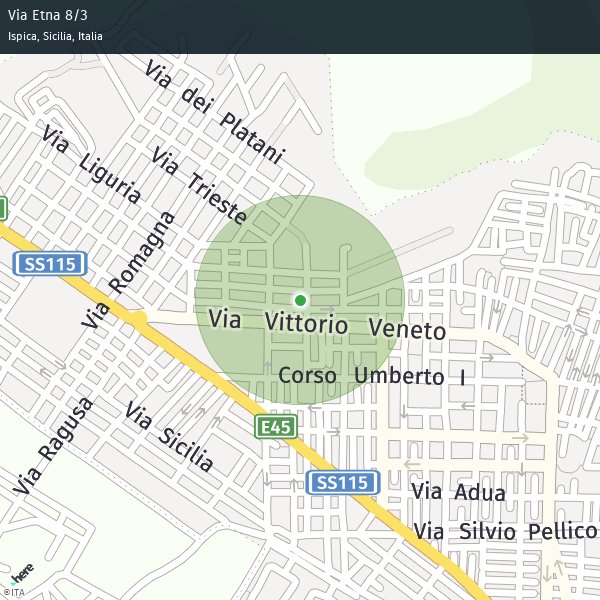 Via Etna 8/3
Ispica, Sicilia, Italia
Via dei Platani
Via Liguria
Via Trieste
Via Romagna
SS115
Via Vittorio Veneto
Corso Umberto I
Via Ragusa
Via Sicilia
E45
SS115
Via Adua
Via Silvio Pellico
here
©ITA